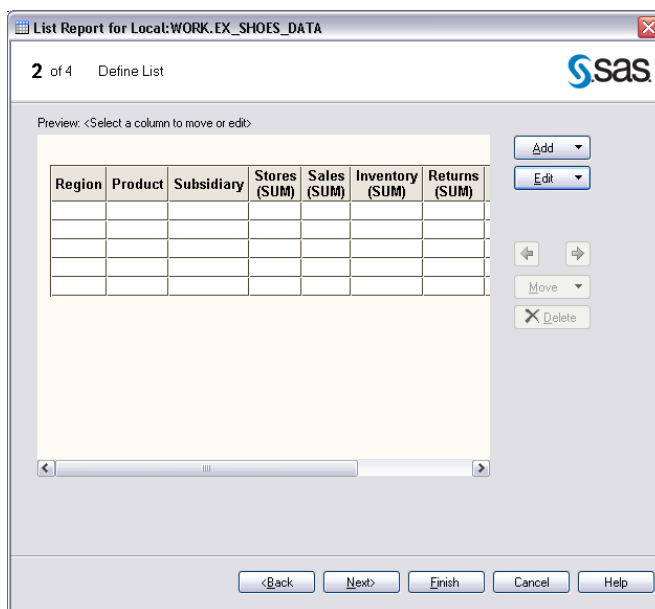 List Report for Local:WORK.EX_SHOES_DATA
2 of 4 Define List
sas
Preview: <Select a column to move or edit>
Add
Edit
Region Product Subsidiary Stores (SUM) Sales (SUM) Inventory (SUM) Returns (SUM)
Move
Delete
<Back Next> Finish Cancel Help